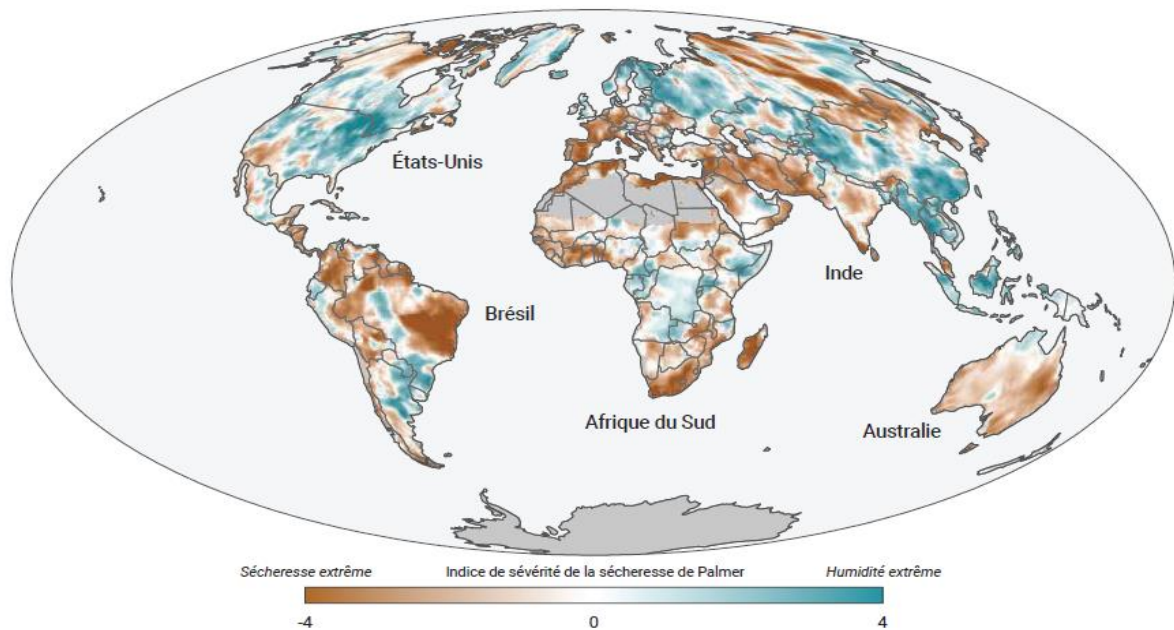 États-Unis
Inde
Brésil
Afrique du Sud
Australie
Sécheresse extrême Indice de sévérité de la sécheresse de Palmer Humidité extrême
-4 0 4